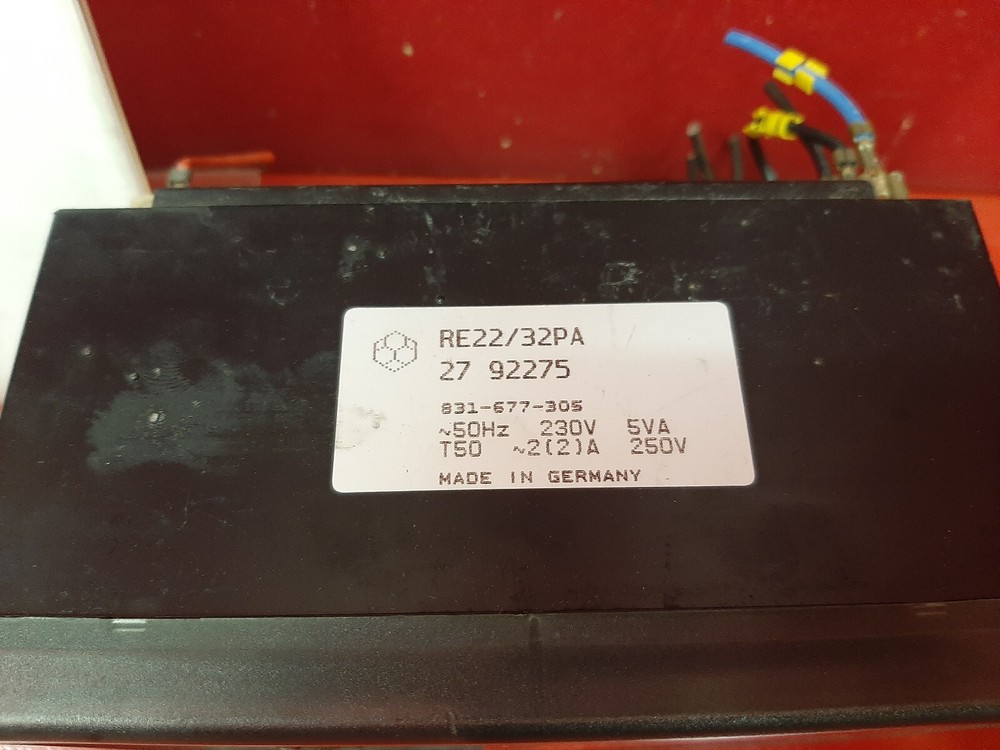 RE22/32PA
27 92275
831-677-305
~50Hz 230V 5VA
T50 ~2(2)A 250V
MADE IN GERMANY